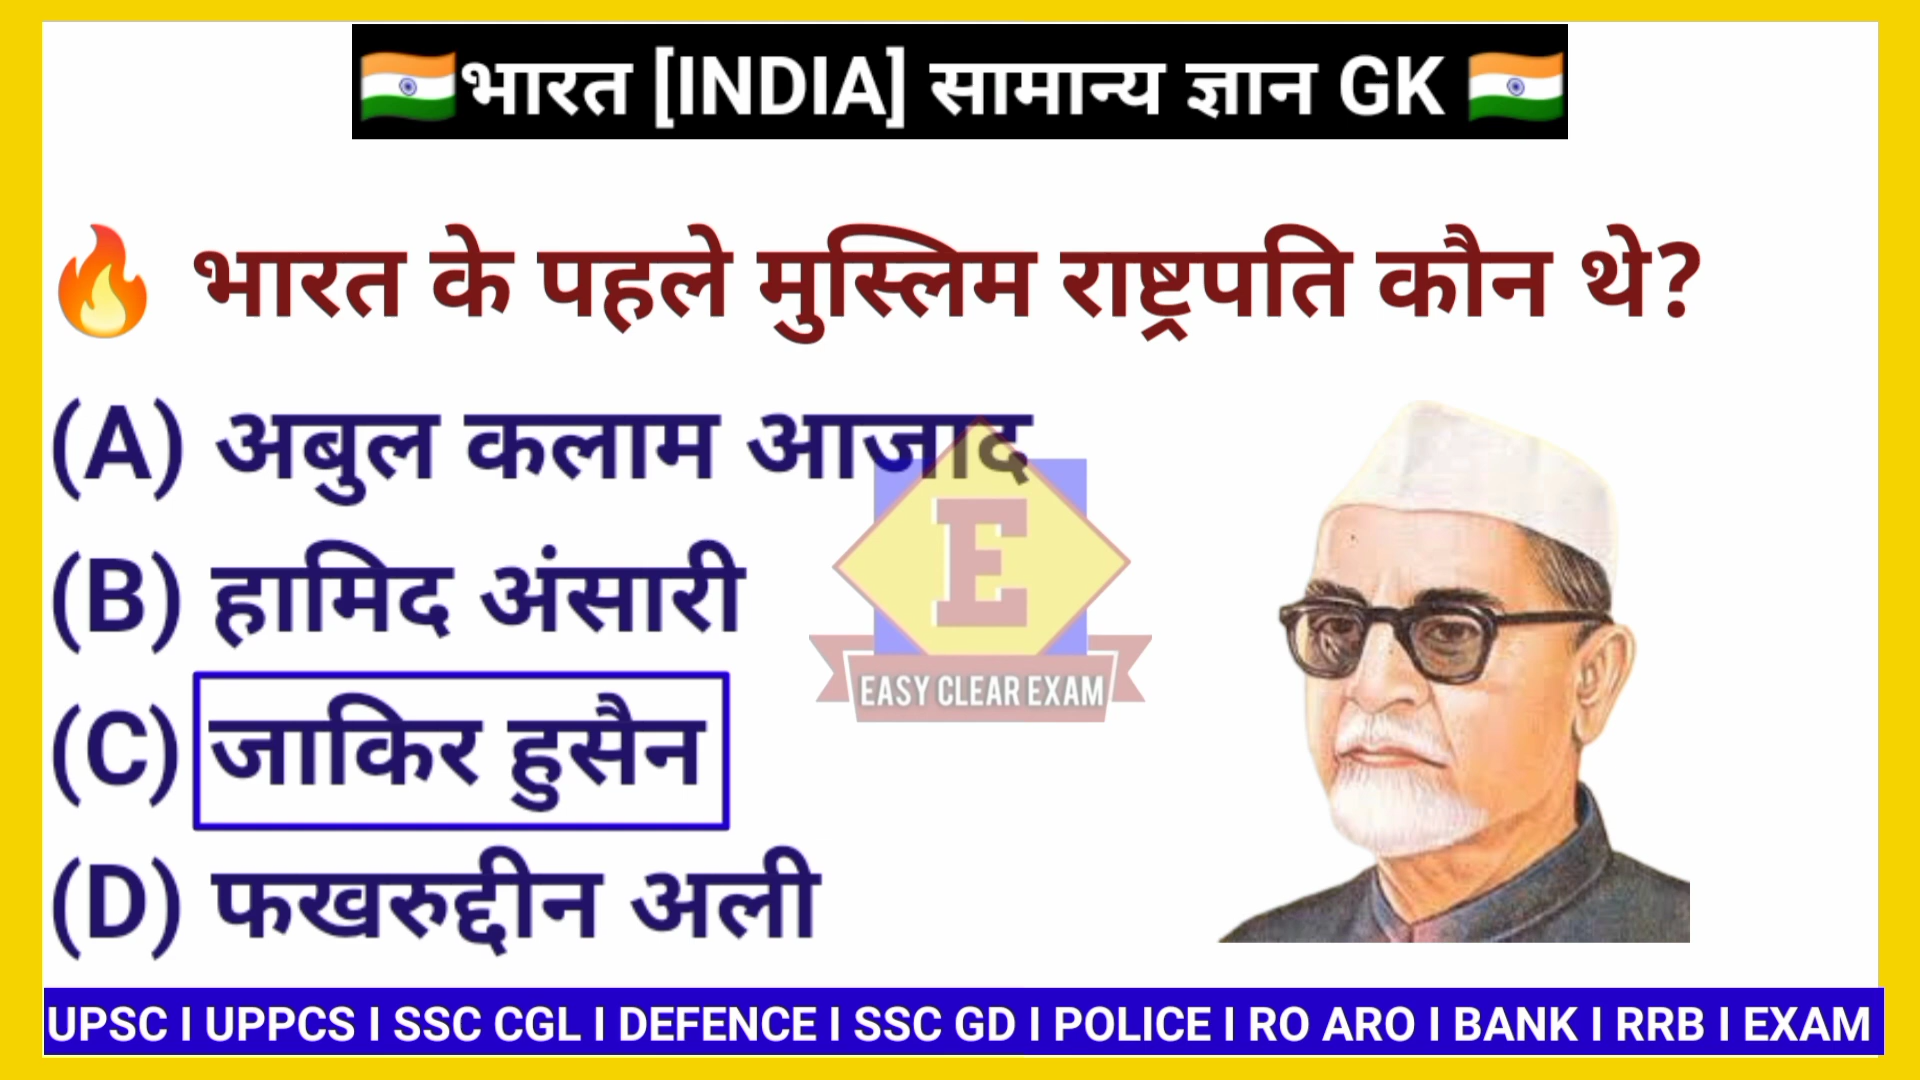 भारत [INDIA] सामान्य ज्ञान GK
भारत के पहले मुस्लिम राष्ट्रपति कौन थे?
(A) अबुल कलाम आजाद
(B) हामिद अंसारी
(C) जाकिर हुसैन
(D) फखरुद्दीन अली
E
EASY CLEAR EXAM
UPSC I UPPCS I SSC CGL I DEFENCE I SSC GD I POLICE I RO ARO I BANK I RRB I EXAM